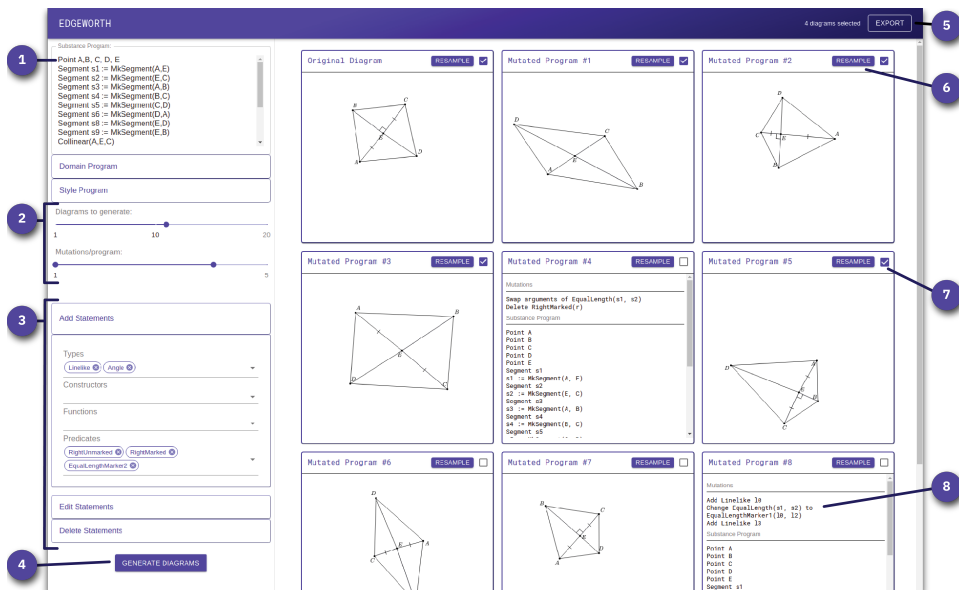 EDGEWORTH
4 diagrams selected
EXPORT
5
1
Substance Program:
Point A,B, C, D, E
Segment s1 := MkSegment(A,E)
Segment s2 := MkSegment(E,C)
Segment s3 := MkSegment(A,B)
Segment s4 := MkSegment(B,C)
Segment s5 := MkSegment(C,D)
Segment s6 := MkSegment(D,A)
Segment s8 := MkSegment(E,D)
Segment s9 := MkSegment(E,B)
Collinear(A,E,C)
Domain Program
Style Program
2
Diagrams to generate:
1 10 20
Mutations/program:
1 5
3
Add Statements
Types
Linelike Angle
Constructors
Functions
Predicates
RightUnmarked RightMarked
EqualLengthMarker2
Edit Statements
Delete Statements
4
GENERATE DIAGRAMS
Original Diagram RESAMPLE
B
C
E
A
D
Mutated Program #1 RESAMPLE
D
C
E
A
B
Mutated Program #2 RESAMPLE
6
D
C
E
A
B
Mutated Program #3 RESAMPLE
A
B
E
D
C
Mutated Program #4 RESAMPLE
Mutations
Swap arguments of EqualLength(s1, s2)
Delete RightMarked(r)
Substance Program
Point A
Point B
Point C
Point D
Point E
Segment s1
s1 := MkSegment(A, E)
Segment s2
s2 := MkSegment(E, C)
Segment s3
s3 := MkSegment(A, B)
Segment s4
s4 := MkSegment(B, C)
Segment s5
Mutated Program #5 RESAMPLE
7
D
A
E
B
C
Mutated Program #6 RESAMPLE
D
E
A
C
Mutated Program #7 RESAMPLE
B
C
E
D
A
Mutated Program #8 RESAMPLE
8
Mutations
Add Linelike l0
Change EqualLength(s1, s2) to
EqualLengthMarker1(l0, l2)
Add Linelike l3
Substance Program
Point A
Point B
Point C
Point D
Point E
Segment s1